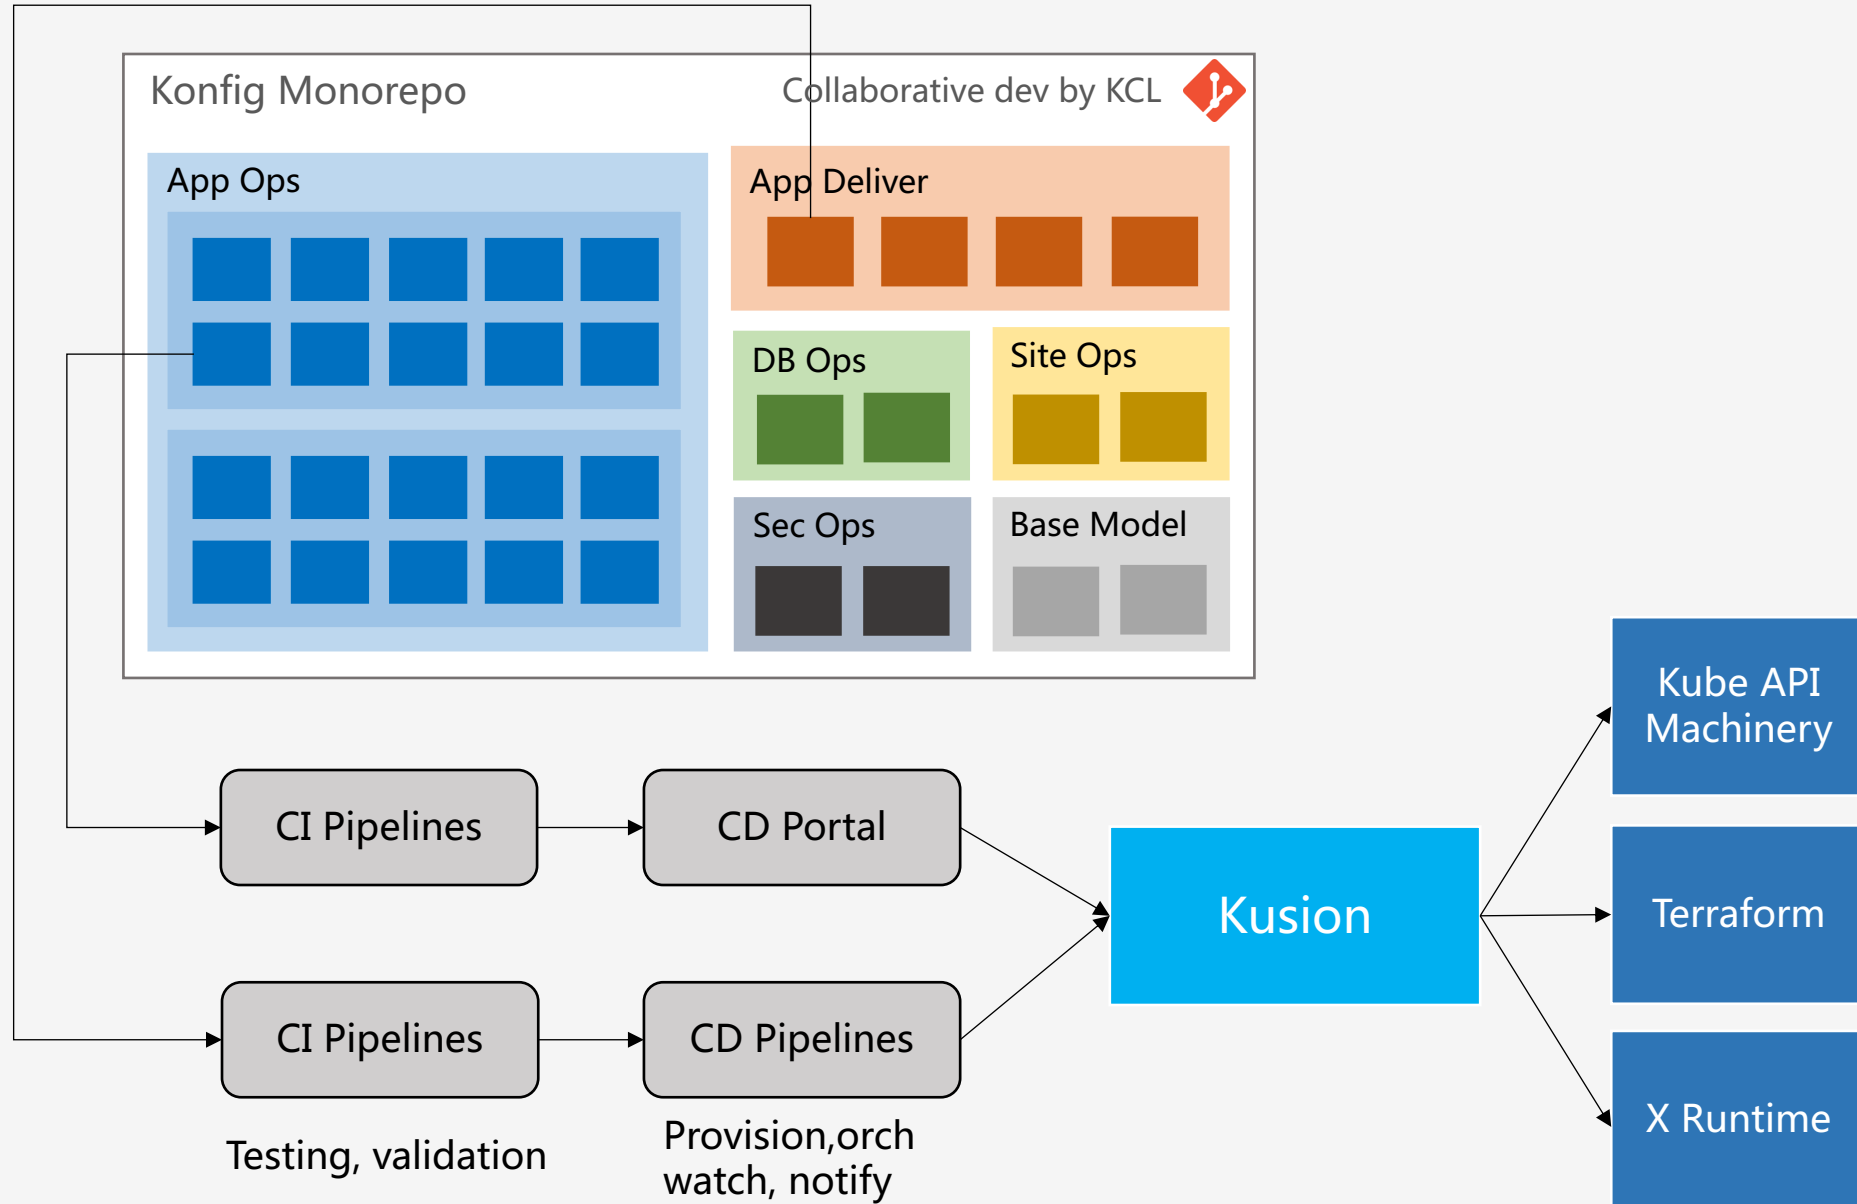 Konfig Monorepo
Collaborative dev by KCL
App Ops
App Deliver
DB Ops
Site Ops
Sec Ops
Base Model
Kube API
Machinery
CI Pipelines
CD Portal
Kusion
Terraform
CI Pipelines
CD Pipelines
X Runtime
Testing, validation
Provision,orch
watch, notify